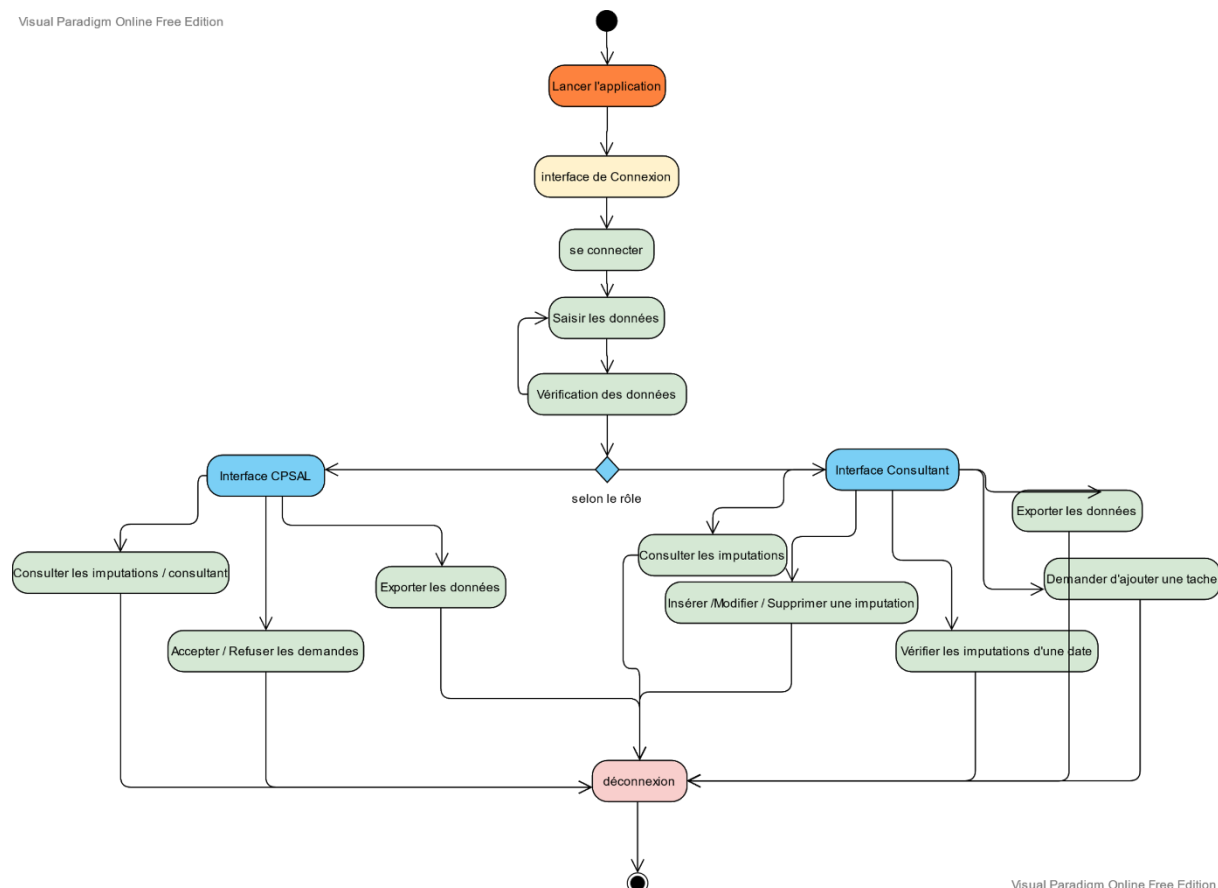 Visual Paradigm Online Free Edition
Lancer l'application
interface de Connexion
se connecter
Saisir les données
Vérification des données
Interface CPSAL
selon le rôle
Interface Consultant
Consulter les imputations / consultant
Accepter / Refuser les demandes
Exporter les données
Consulter les imputations
Insérer /Modifier / Supprimer une imputation
Vérifier les imputations d'une date
Exporter les données
Demander d'ajouter une tache
déconnexion
Visual Paradigm Online Free Edition